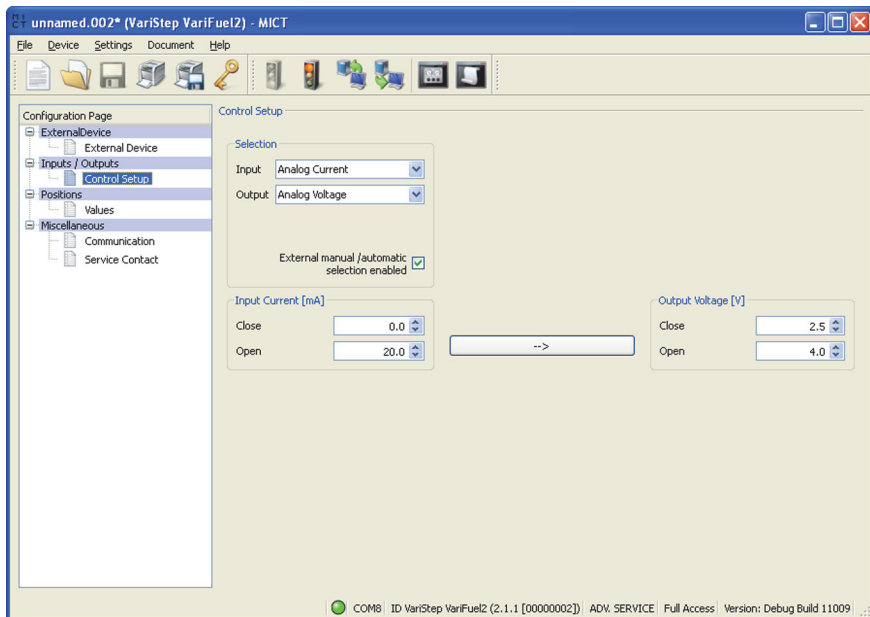 unnamed.002* (VariStep VariFuel2) - MICT
File Device Settings Document Help
Configuration Page
ExternalDevice
External Device
Inputs / Outputs
Control Setup
Positions
Values
Miscellaneous
Communication
Service Contact
Control Setup
Selection
Input Analog Current
Output Analog Voltage
External manual /automatic
selection enabled
Input Current [mA]
Close 0.0
Open 20.0
-->
Output Voltage [V]
Close 2.5
Open 4.0
COM8 ID VariStep VariFuel2 (2.1.1 [00000002]) ADV. SERVICE Full Access Version: Debug Build 11009